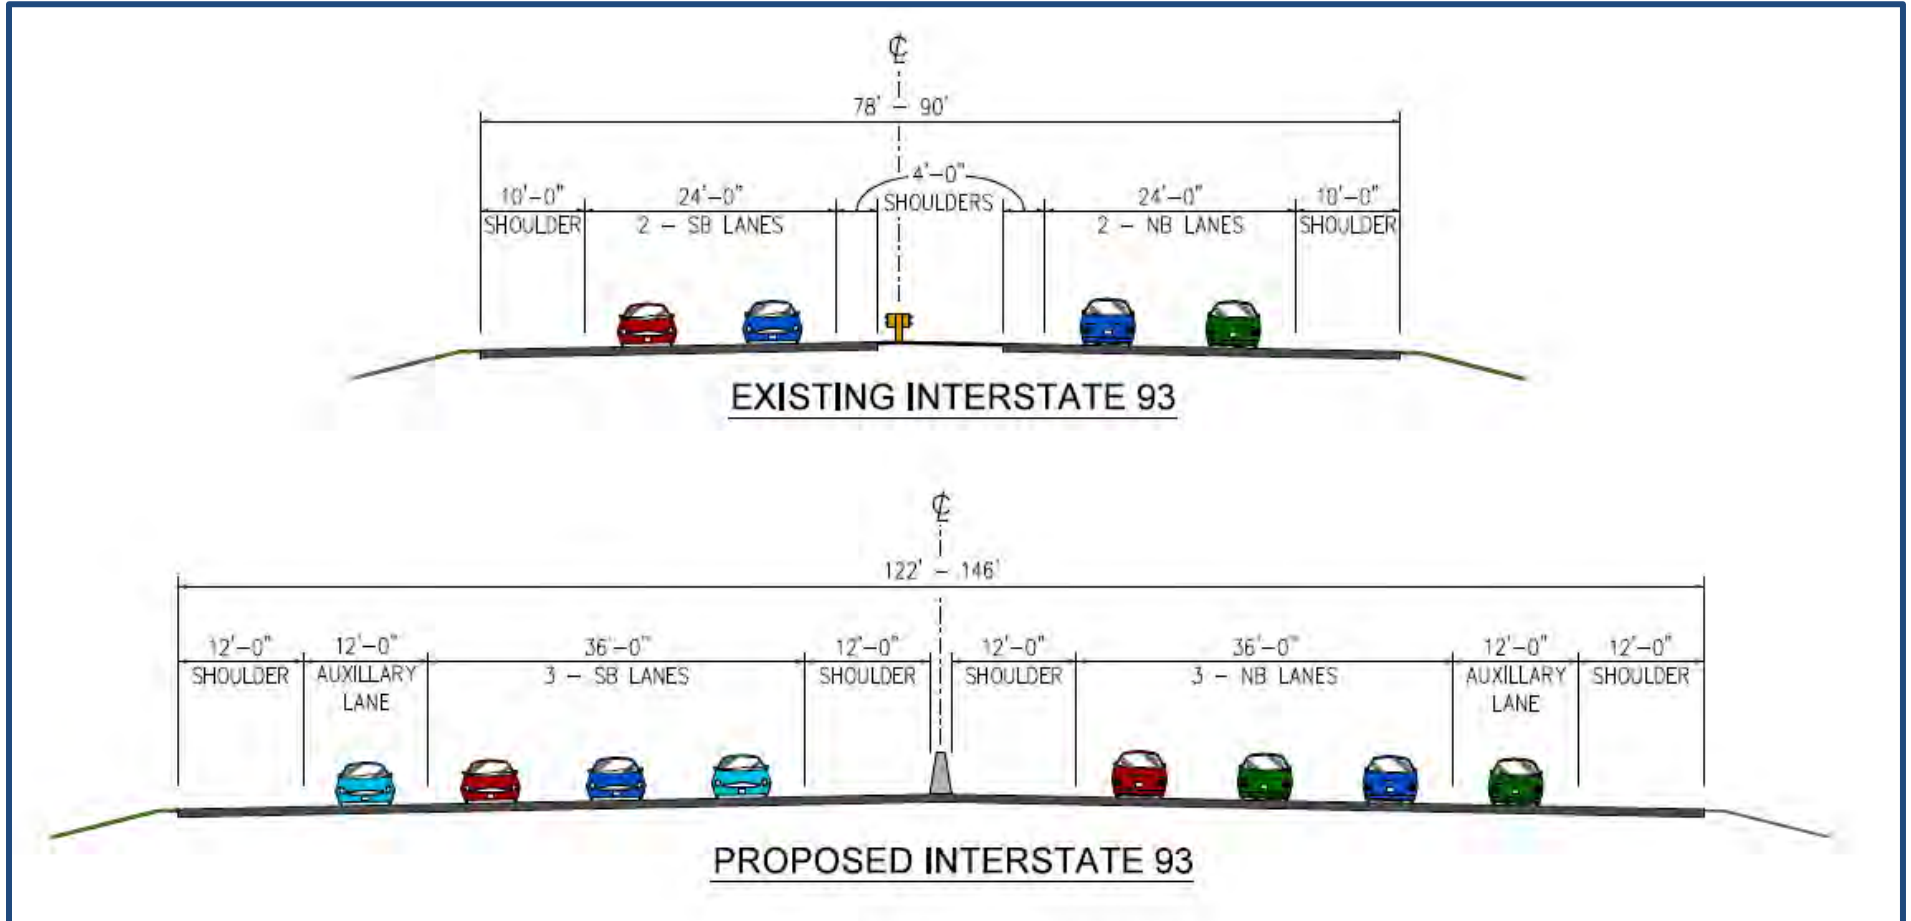 ℄
78' - 90'
4'-0"
SHOULDERS
10'-0"
SHOULDER
24'-0"
2 - SB LANES
24'-0"
2 - NB LANES
10'-0"
SHOULDER
EXISTING INTERSTATE 93
℄
122' - 146'
12'-0"
SHOULDER
12'-0"
AUXILLARY
LANE
36'-0"
3 - SB LANES
12'-0"
SHOULDER
12'-0"
SHOULDER
36'-0"
3 - NB LANES
12'-0"
AUXILLARY
LANE
12'-0"
SHOULDER
PROPOSED INTERSTATE 93